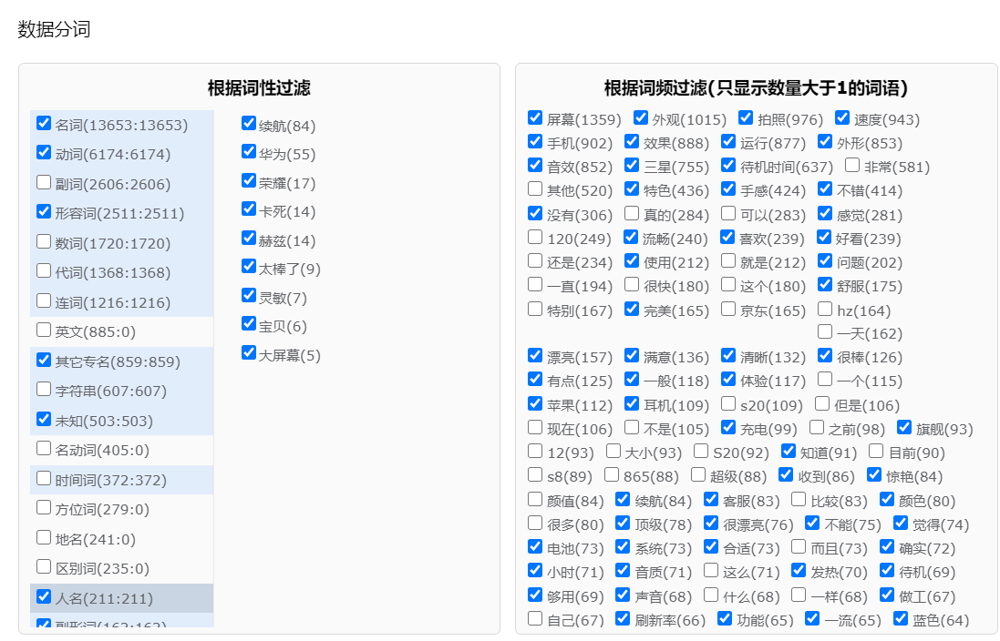 数据分词
根据词性过滤
名词(13653:13653)
动词(6174:6174)
副词(2606:2606)
形容词(2511:2511)
数词(1720:1720)
代词(1368:1368)
连词(1216:1216)
英文(885:0)
其它专名(859:859)
字符串(607:607)
未知(503:503)
名动词(405:0)
时间词(372:372)
方位词(279:0)
地名(241:0)
区别词(235:0)
人名(211:211)
副形词(162:162)
续航(84)
华为(55)
荣耀(17)
卡死(14)
赫兹(14)
太棒了(9)
灵敏(7)
宝贝(6)
大屏幕(5)
根据词频过滤(只显示数量大于1的词语)
屏幕(1359) 外观(1015) 拍照(976) 速度(943)
手机(902) 效果(888) 运行(877) 外形(853)
音效(852) 三星(755) 待机时间(637) 非常(581)
其他(520) 特色(436) 手感(424) 不错(414)
没有(306) 真的(284) 可以(283) 感觉(281)
120(249) 流畅(240) 喜欢(239) 好看(239)
还是(234) 使用(212) 就是(212) 问题(202)
一直(194) 很快(180) 这个(180) 舒服(175)
特别(167) 完美(165) 京东(165) hz(164)
一天(162)
漂亮(157) 满意(136) 清晰(132) 很棒(126)
有点(125) 一般(118) 体验(117) 一个(115)
苹果(112) 耳机(109) s20(109) 但是(106)
现在(106) 不是(105) 充电(99) 之前(98) 旗舰(93)
12(93) 大小(93) S20(92) 知道(91) 目前(90)
s8(89) 865(88) 超级(88) 收到(86) 惊艳(84)
颜值(84) 续航(84) 客服(83) 比较(83) 颜色(80)
很多(80) 顶级(78) 很漂亮(76) 不能(75) 觉得(74)
电池(73) 系统(73) 合适(73) 而且(73) 确实(72)
小时(71) 音质(71) 这么(71) 发热(70) 待机(69)
够用(69) 声音(68) 什么(68) 一样(68) 做工(67)
自己(67) 刷新率(66) 功能(65) 一流(65) 蓝色(64)